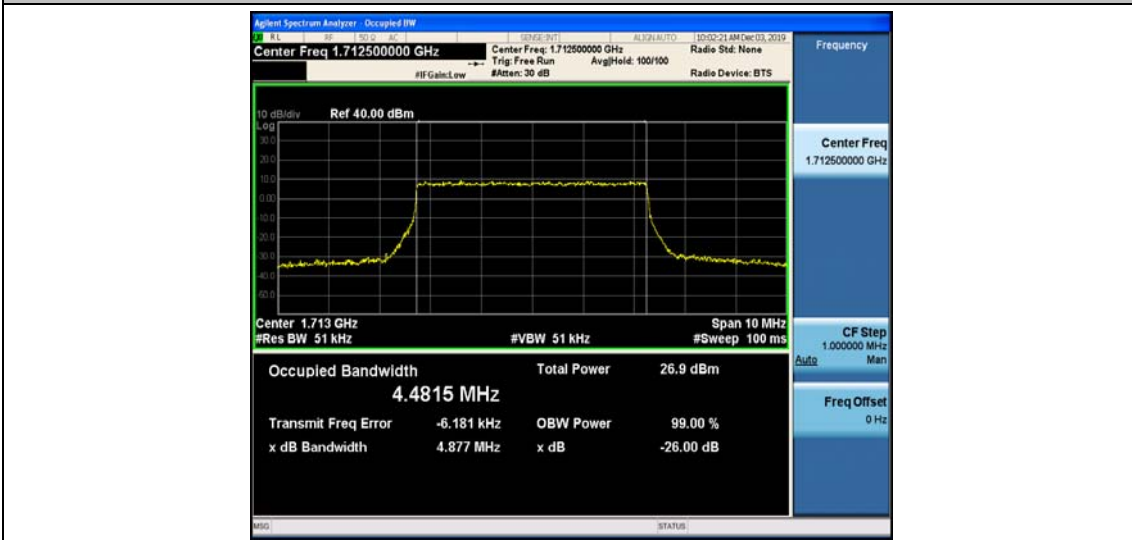 Agilent Spectrum Analyzer - Occupied BW
RL RF 50 Ω AC SENSE:INT ALIGN AUTO 10:02:21 AM Dec 03, 2019
Center Freq 1.712500000 GHz
Center Freq: 1.712500000 GHz
Radio Std: None
Trig: Free Run Avg|Hold: 100/100
#IFGain:Low #Atten: 30 dB Radio Device: BTS
Frequency
10 dB/div Ref 40.00 dBm
Log
30.0
20.0
10.0
0.00
-10.0
-20.0
-30.0
-40.0
-50.0
Center 1.713 GHz Span 10 MHz
#Res BW 51 kHz #VBW 51 kHz #Sweep 100 ms
Occupied Bandwidth Total Power 26.9 dBm
4.4815 MHz
Transmit Freq Error -6.181 kHz OBW Power 99.00 %
x dB Bandwidth 4.877 MHz x dB -26.00 dB
Center Freq
1.712500000 GHz
CF Step
1.000000 MHz
Auto Man
Freq Offset
0 Hz
MSG STATUS